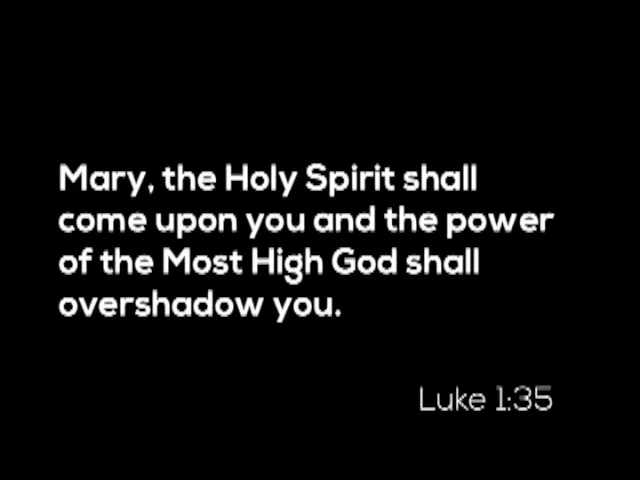 Mary, the Holy Spirit shall
come upon you and the power
of the Most High God shall
overshadow you.
Luke 1:35